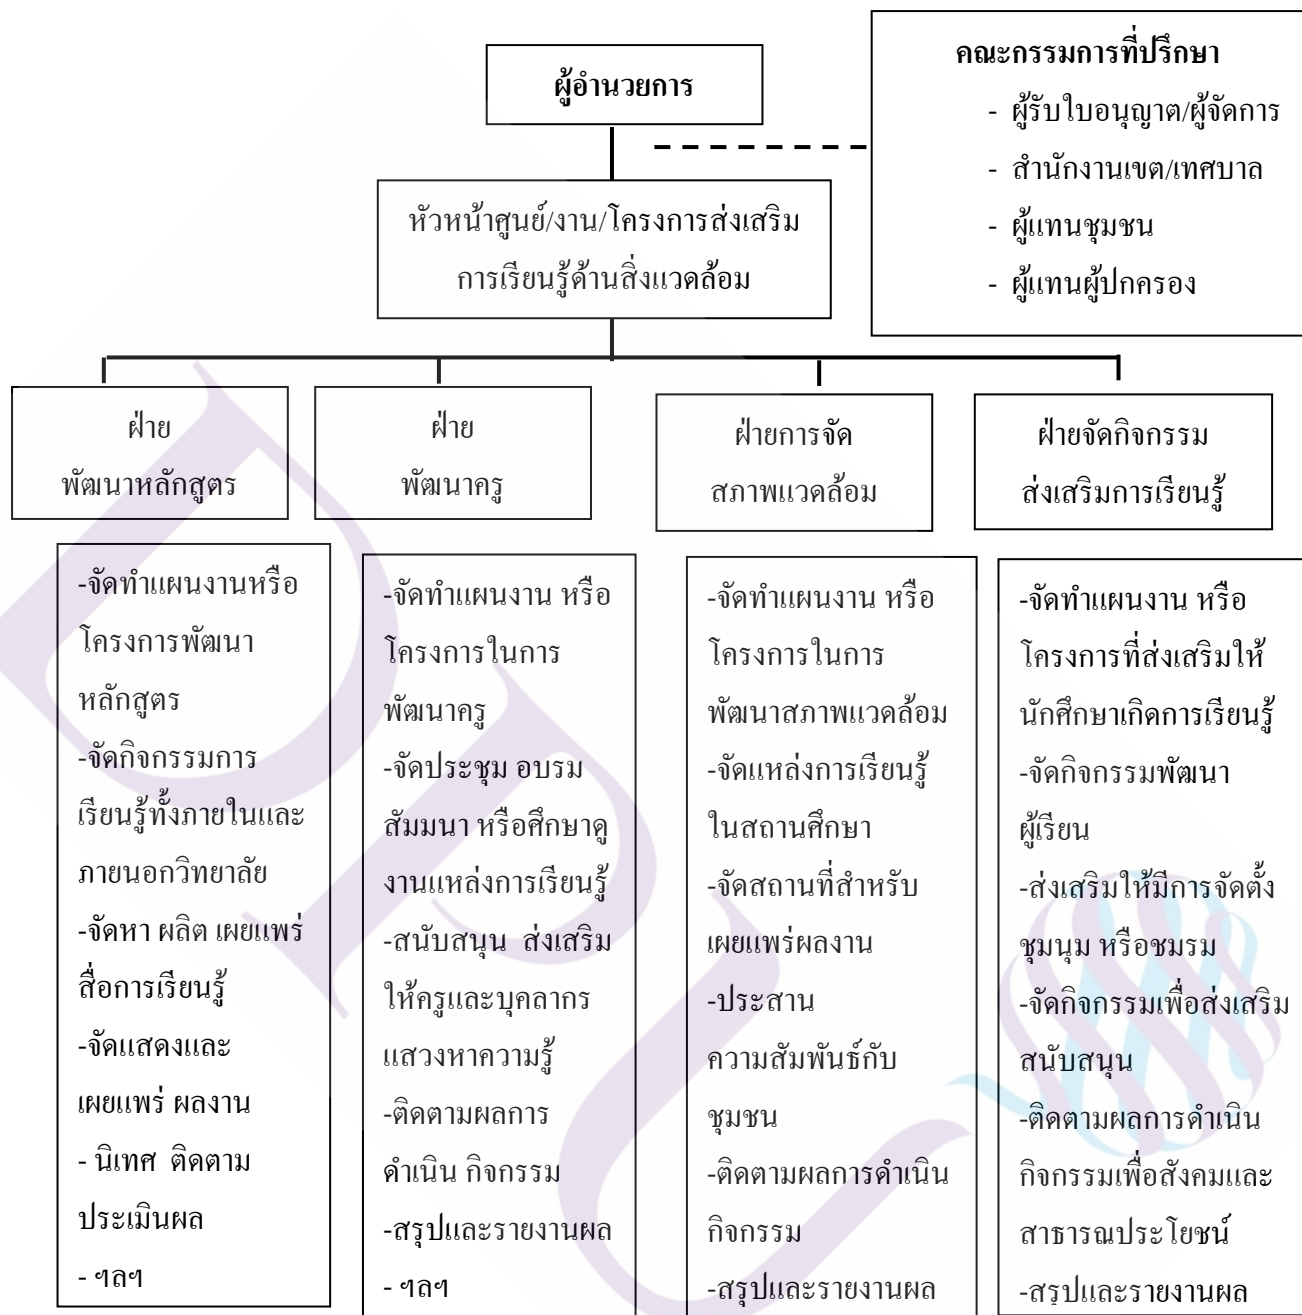 ผู้อำนวยการ
คณะกรรมการที่ปรึกษา
- ผู้รับใบอนุญาต/ผู้จัดการ
- สำนักงานเขต/เทศบาล
- ผู้แทนชุมชน
- ผู้แทนผู้ปกครอง
หัวหน้าศูนย์/งาน/โครงการส่งเสริม
การเรียนรู้ด้านสิ่งแวดล้อม
ฝ่าย
พัฒนาหลักสูตร
ฝ่าย
พัฒนาครู
ฝ่ายการจัด
สภาพแวดล้อม
ฝ่ายจัดกิจกรรม
ส่งเสริมการเรียนรู้
-จัดทำแผนงานหรือ
โครงการพัฒนา
หลักสูตร
-จัดกิจกรรมการ
เรียนรู้ทั้งภายในและ
ภายนอกวิทยาลัย
-จัดหา ผลิต เผยแพร่
สื่อการเรียนรู้
-จัดแสดงและ
เผยแพร่ ผลงาน
- นิเทศ ติดตาม
ประเมินผล
- ฯลฯ
-จัดทำแผนงาน หรือ
โครงการในการ
พัฒนาครู
-จัดประชุม อบรม
สัมมนา หรือศึกษาดู
งานแหล่งการเรียนรู้
-สนับสนุน ส่งเสริม
ให้ครูและบุคลากร
แสวงหาความรู้
-ติดตามผลการ
ดำเนิน กิจกรรม
-สรุปและรายงานผล
- ฯลฯ
-จัดทำแผนงาน หรือ
โครงการในการ
พัฒนาสภาพแวดล้อม
-จัดแหล่งการเรียนรู้
ในสถานศึกษา
-จัดสถานที่สำหรับ
เผยแพร่ผลงาน
-ประสาน
ความสัมพันธ์กับ
ชุมชน
-ติดตามผลการดำเนิน
กิจกรรม
-สรุปและรายงานผล
-จัดทำแผนงาน หรือ
โครงการที่ส่งเสริมให้
นักศึกษาเกิดการเรียนรู้
-จัดกิจกรรมพัฒนา
ผู้เรียน
-ส่งเสริมให้มีการจัดตั้ง
ชุมนุม หรือชมรม
-จัดกิจกรรมเพื่อส่งเสริม
สนับสนุน
-ติดตามผลการดำเนิน
กิจกรรมเพื่อสังคมและ
สาธารณประโยชน์
-สรุปและรายงานผล
DPU